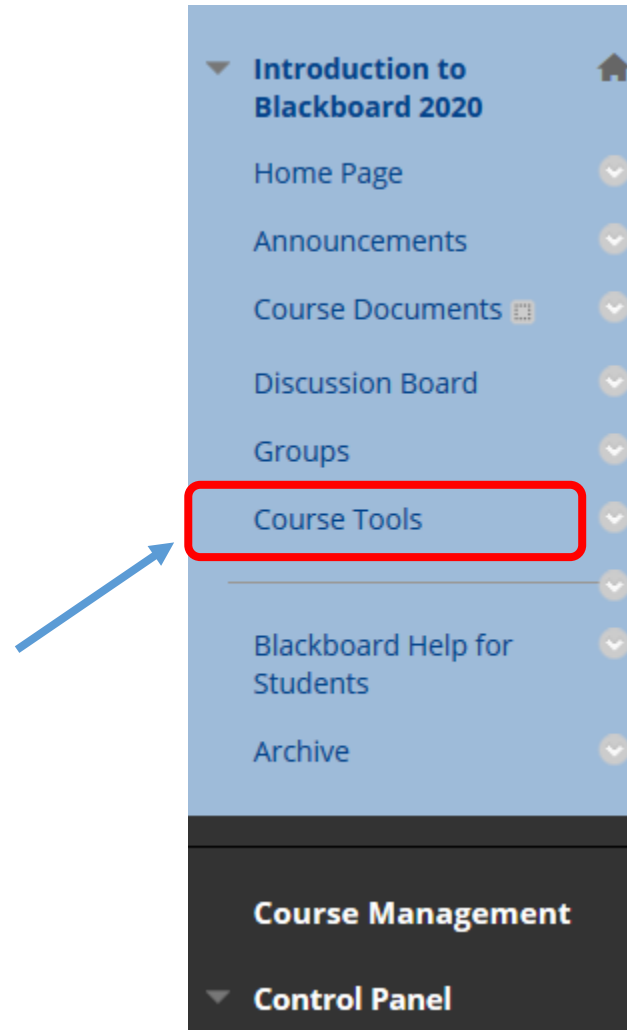 Introduction to
Blackboard 2020
Home Page
Announcements
Course Documents
Discussion Board
Groups
Course Tools
Blackboard Help for
Students
Archive
Course Management
Control Panel